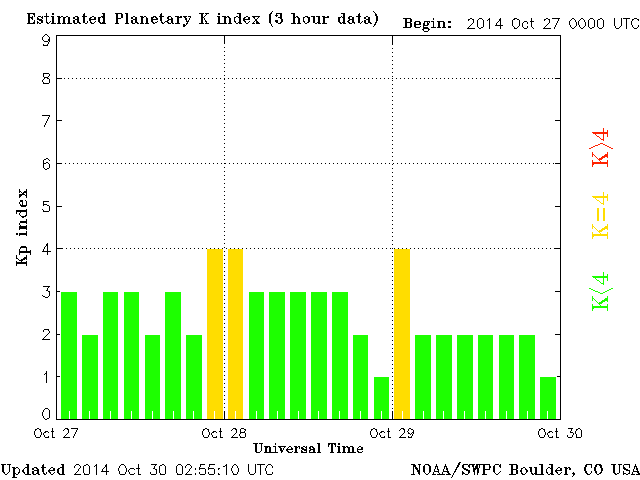 Estimated Planetary K index (3 hour data)
Begin: 2014 Oct 27 0000 UTC
9
8
7
6
5
4
3
2
1
0
Kp index
K>4
K=4
K<4
Oct 27
Oct 28
Oct 29
Oct 30
Universal Time
Updated 2014 Oct 30 02:55:10 UTC
NOAA/SWPC Boulder, CO USA